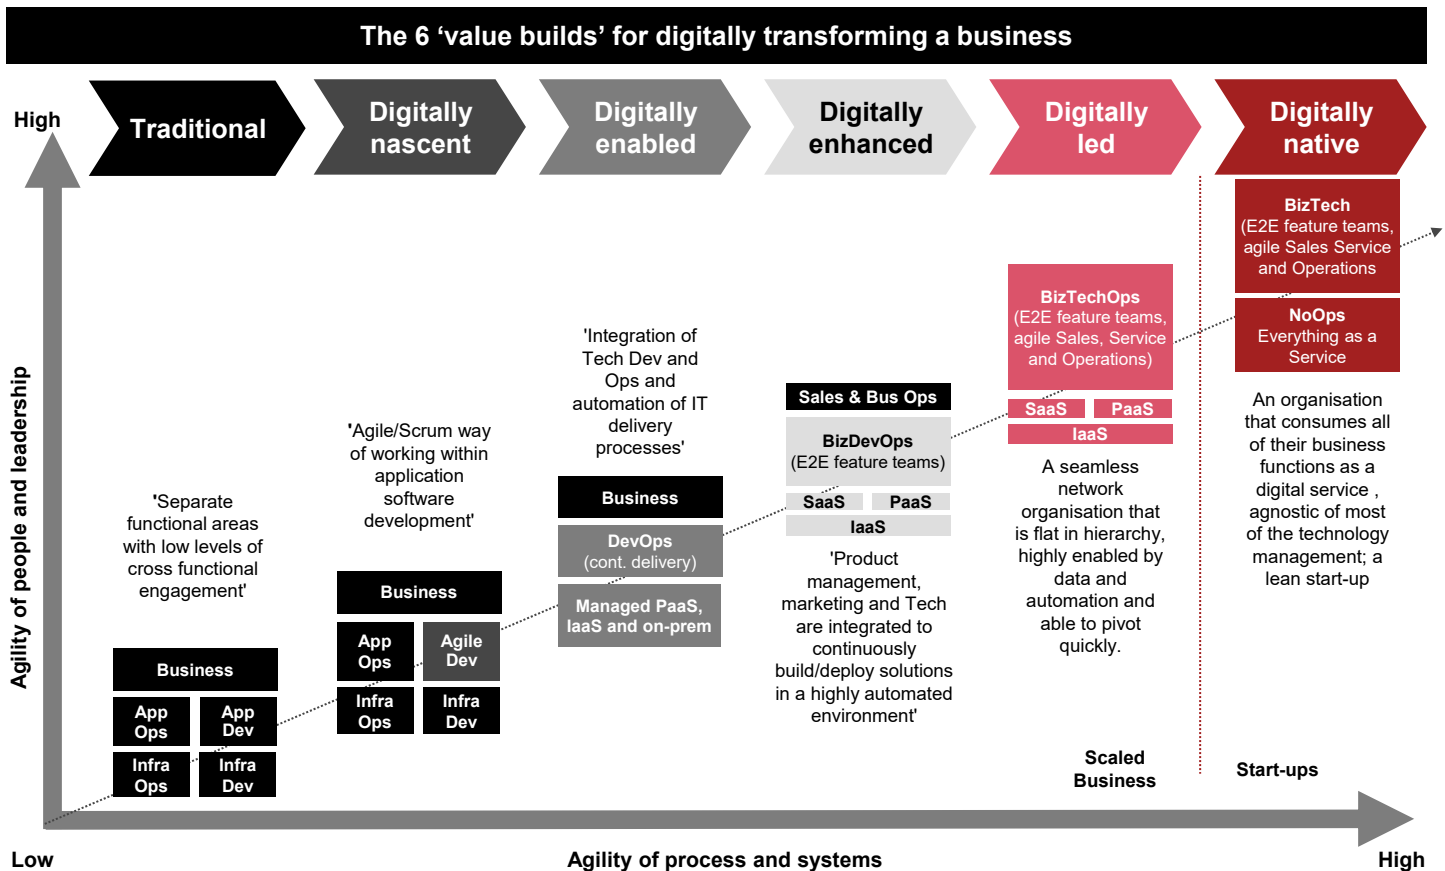 The 6 ‘value builds’ for digitally transforming a business
High
Traditional
Digitally
nascent
Digitally
enabled
Digitally
enhanced
Digitally
led
Digitally
native
Agility of people and leadership
'Separate
functional areas
with low levels of
cross functional
engagement'
Business
App
Ops
App
Dev
Infra
Ops
Infra
Dev
'Agile/Scrum way
of working within
application
software
development'
Business
App
Ops
Agile
Dev
Infra
Ops
Infra
Dev
'Integration of
Tech Dev and
Ops and
automation of IT
delivery
processes'
Business
DevOps
(cont. delivery)
Managed PaaS,
IaaS and on-prem
Sales & Bus Ops
BizDevOps
(E2E feature teams)
SaaS
PaaS
IaaS
'Product
management,
marketing and Tech
are integrated to
continuously
build/deploy solutions
in a highly automated
environment'
BizTechOps
(E2E feature teams,
agile Sales, Service
and Operations)
SaaS
PaaS
IaaS
A seamless
network
organisation that
is flat in hierarchy,
highly enabled by
data and
automation and
able to pivot
quickly.
BizTech
(E2E feature teams,
agile Sales Service
and Operations
NoOps
Everything as a
Service
An organisation
that consumes all
of their business
functions as a
digital service ,
agnostic of most
of the technology
management; a
lean start-up
Scaled
Business
Start-ups
Low
Agility of process and systems
High